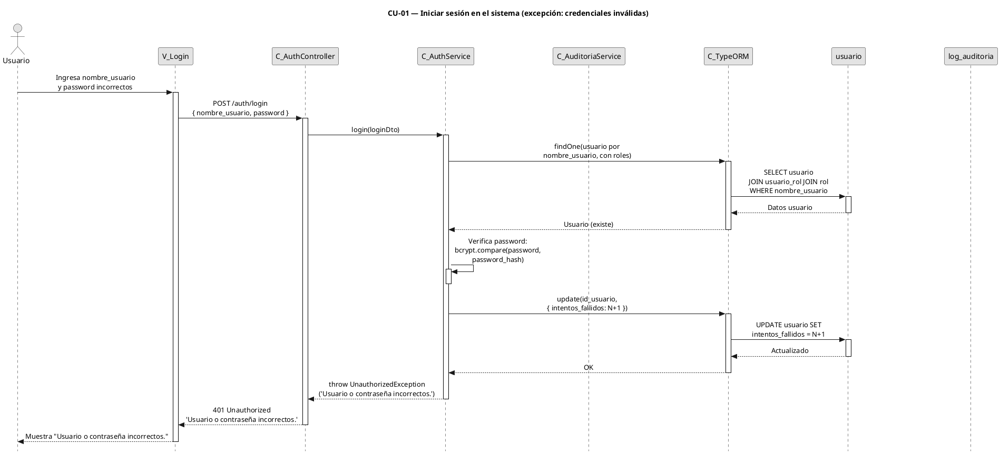 CU-01 — Iniciar sesión en el sistema (excepción: credenciales inválidas)
Usuario
V_Login
C_AuthController
C_AuthService
C_AuditoriaService
C_TypeORM
usuario
log_auditoria
Ingresa nombre_usuario
y password incorrectos
POST /auth/login
{ nombre_usuario, password }
login(loginDto)
findOne(usuario por
nombre_usuario, con roles)
SELECT usuario
JOIN usuario_rol JOIN rol
WHERE nombre_usuario
Datos usuario
Usuario (existe)
Verifica password:
bcrypt.compare(password,
password_hash)
update(id_usuario,
{ intentos_fallidos: N+1 })
UPDATE usuario SET
intentos_fallidos = N+1
Actualizado
OK
throw UnauthorizedException
('Usuario o contraseña incorrectos.')
401 Unauthorized
'Usuario o contraseña incorrectos.'
Muestra "Usuario o contraseña incorrectos."